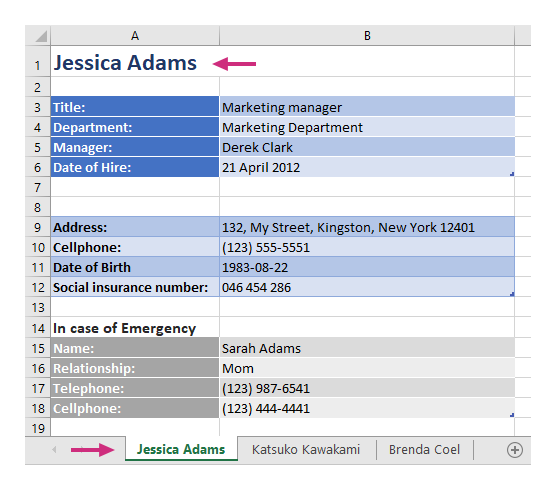 A B
1 Jessica Adams
2
3 Title: Marketing manager
4 Department: Marketing Department
5 Manager: Derek Clark
6 Date of Hire: 21 April 2012
7
8
9 Address: 132, My Street, Kingston, New York 12401
10 Cellphone: (123) 555-5551
11 Date of Birth 1983-08-22
12 Social insurance number: 046 454 286
13
14 In case of Emergency
15 Name: Sarah Adams
16 Relationship: Mom
17 Telephone: (123) 987-6541
18 Cellphone: (123) 444-4441
19
Jessica Adams Katsuko Kawakami Brenda Coel